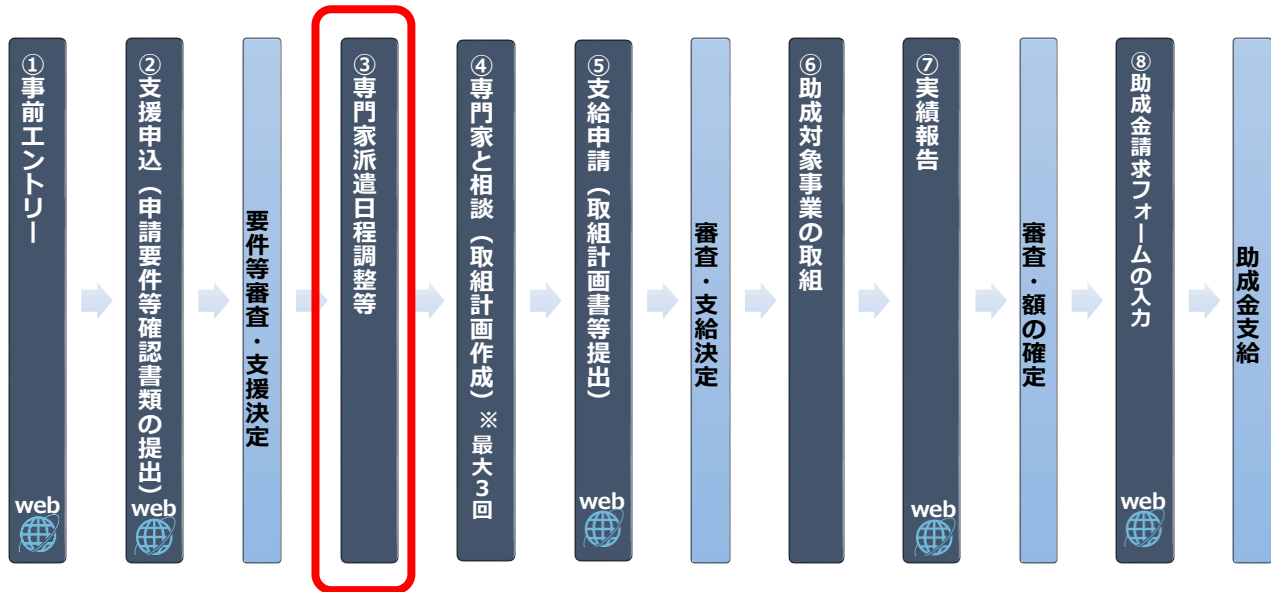 ①事前エントリー
web
②支援申込（申請要件等確認書類の提出）
web
要件等審査・支援決定
③専門家派遣日程調整等
④専門家と相談（取組計画作成）※最大３回
⑤支給申請（取組計画書等提出）
web
審査・支給決定
⑥助成対象事業の取組
⑦実績報告
web
審査・額の確定
⑧助成金請求フォームの入力
web
助成金支給